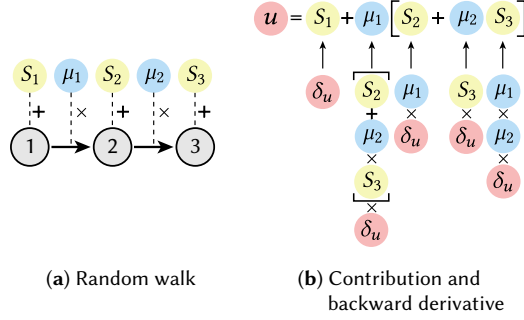 u = S₁ + μ₁ [ S₂ + μ₂ S₃ ]
S₁ μ₁ S₂ μ₂ S₃
+ × + × +
1 2 3
δᵤ [ S₂ μ₁ S₃ μ₁
+ × × ×
μ₂ δᵤ δᵤ μ₂
× ×
S₃ ] δᵤ
×
δᵤ
(a) Random walk
(b) Contribution and
backward derivative